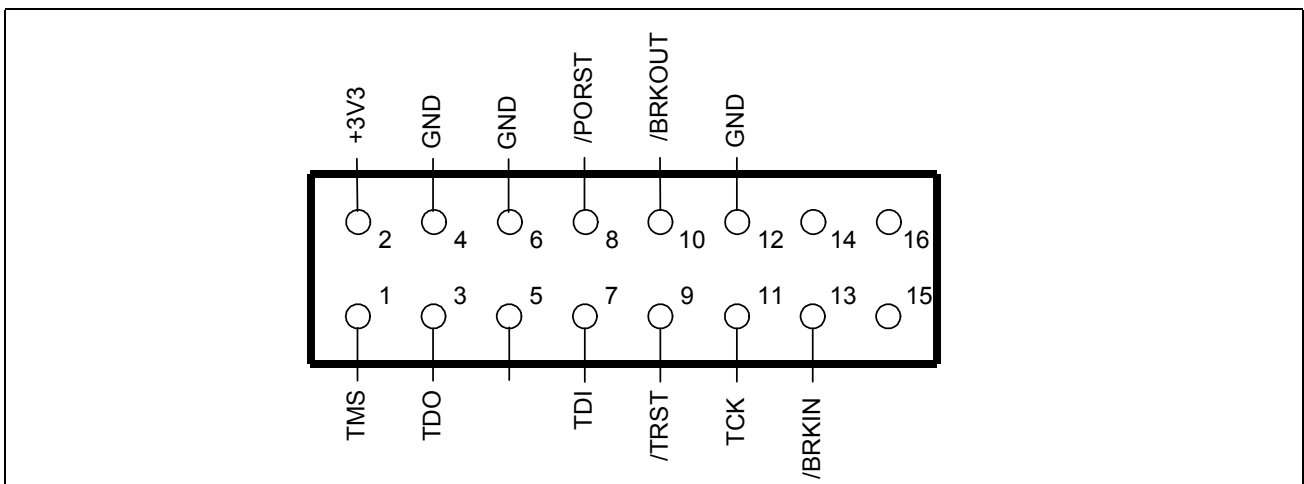 +3V3 GND GND /PORST /BRKOUT GND
2 4 6 8 10 12 14 16
1 3 5 7 9 11 13 15
TMS TDO TDI /TRST TCK /BRKIN